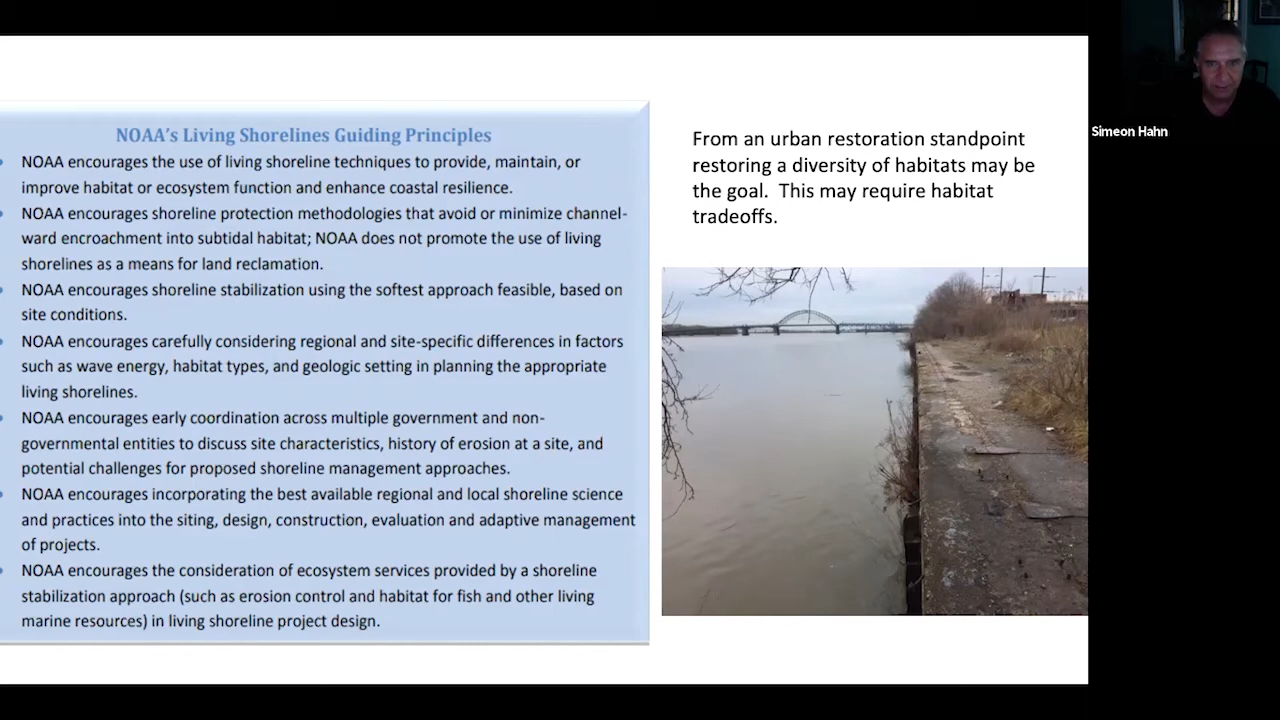 NOAA's Living Shorelines Guiding Principles
NOAA encourages the use of living shoreline techniques to provide, maintain, or
improve habitat or ecosystem function and enhance coastal resilience.
NOAA encourages shoreline protection methodologies that avoid or minimize channel-
ward encroachment into subtidal habitat; NOAA does not promote the use of living
shorelines as a means for land reclamation.
NOAA encourages shoreline stabilization using the softest approach feasible, based on
site conditions.
NOAA encourages carefully considering regional and site-specific differences in factors
such as wave energy, habitat types, and geologic setting in planning the appropriate
living shorelines.
NOAA encourages early coordination across multiple government and non-
governmental entities to discuss site characteristics, history of erosion at a site, and
potential challenges for proposed shoreline management approaches.
NOAA encourages incorporating the best available regional and local shoreline science
and practices into the siting, design, construction, evaluation and adaptive management
of projects.
NOAA encourages the consideration of ecosystem services provided by a shoreline
stabilization approach (such as erosion control and habitat for fish and other living
marine resources) in living shoreline project design.
From an urban restoration standpoint
restoring a diversity of habitats may be
the goal. This may require habitat
tradeoffs.
Simeon Hahn